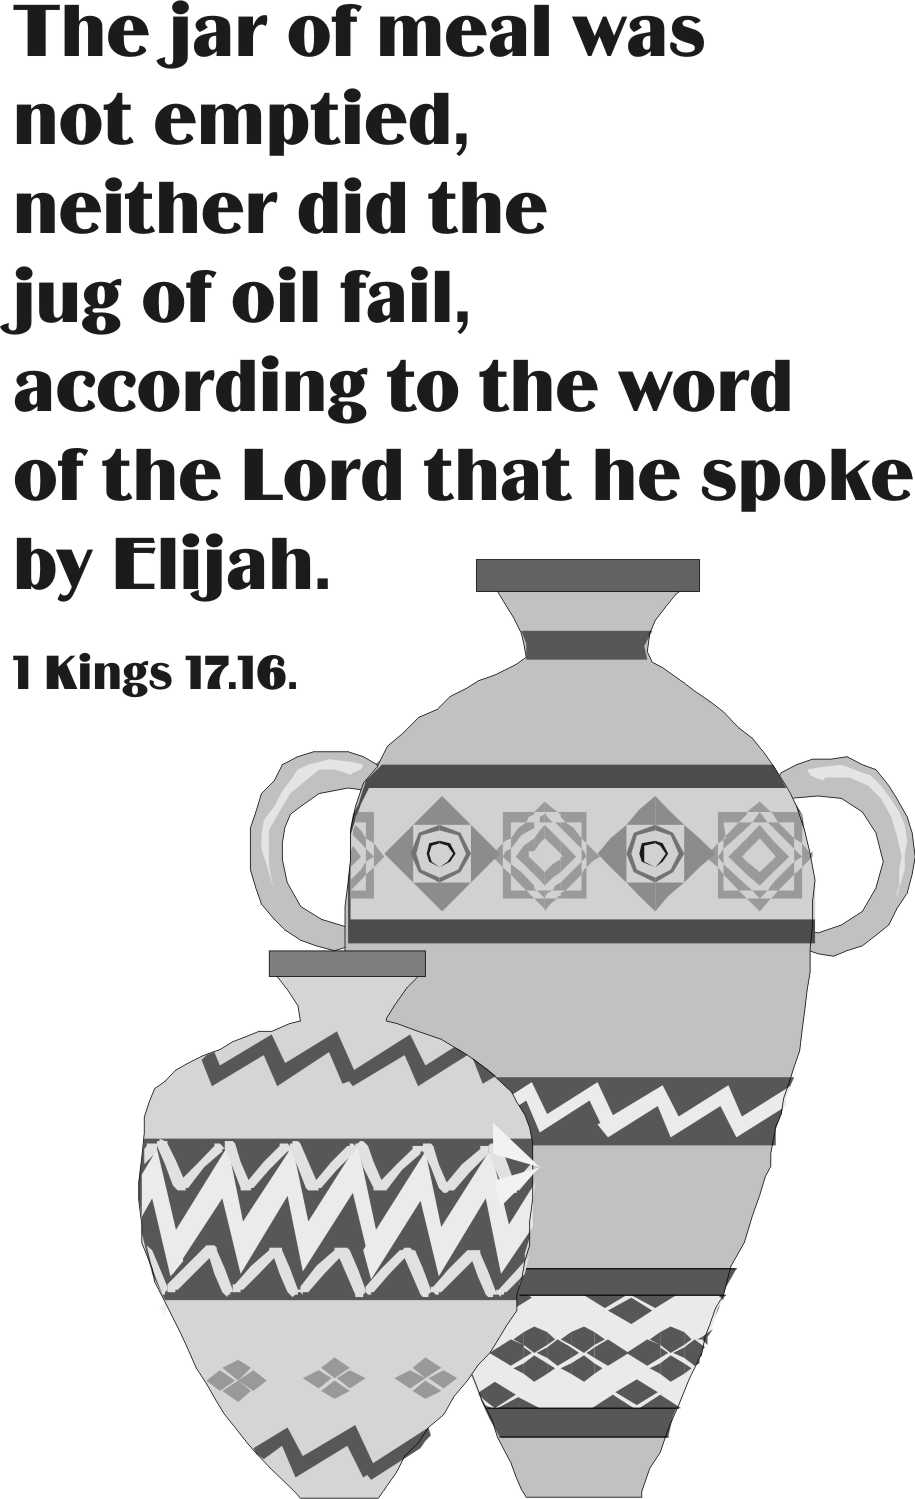 The jar of meal was
not emptied,
neither did the
jug of oil fail,
according to the word
of the Lord that he spoke
by Elijah.
1 Kings 17.16.